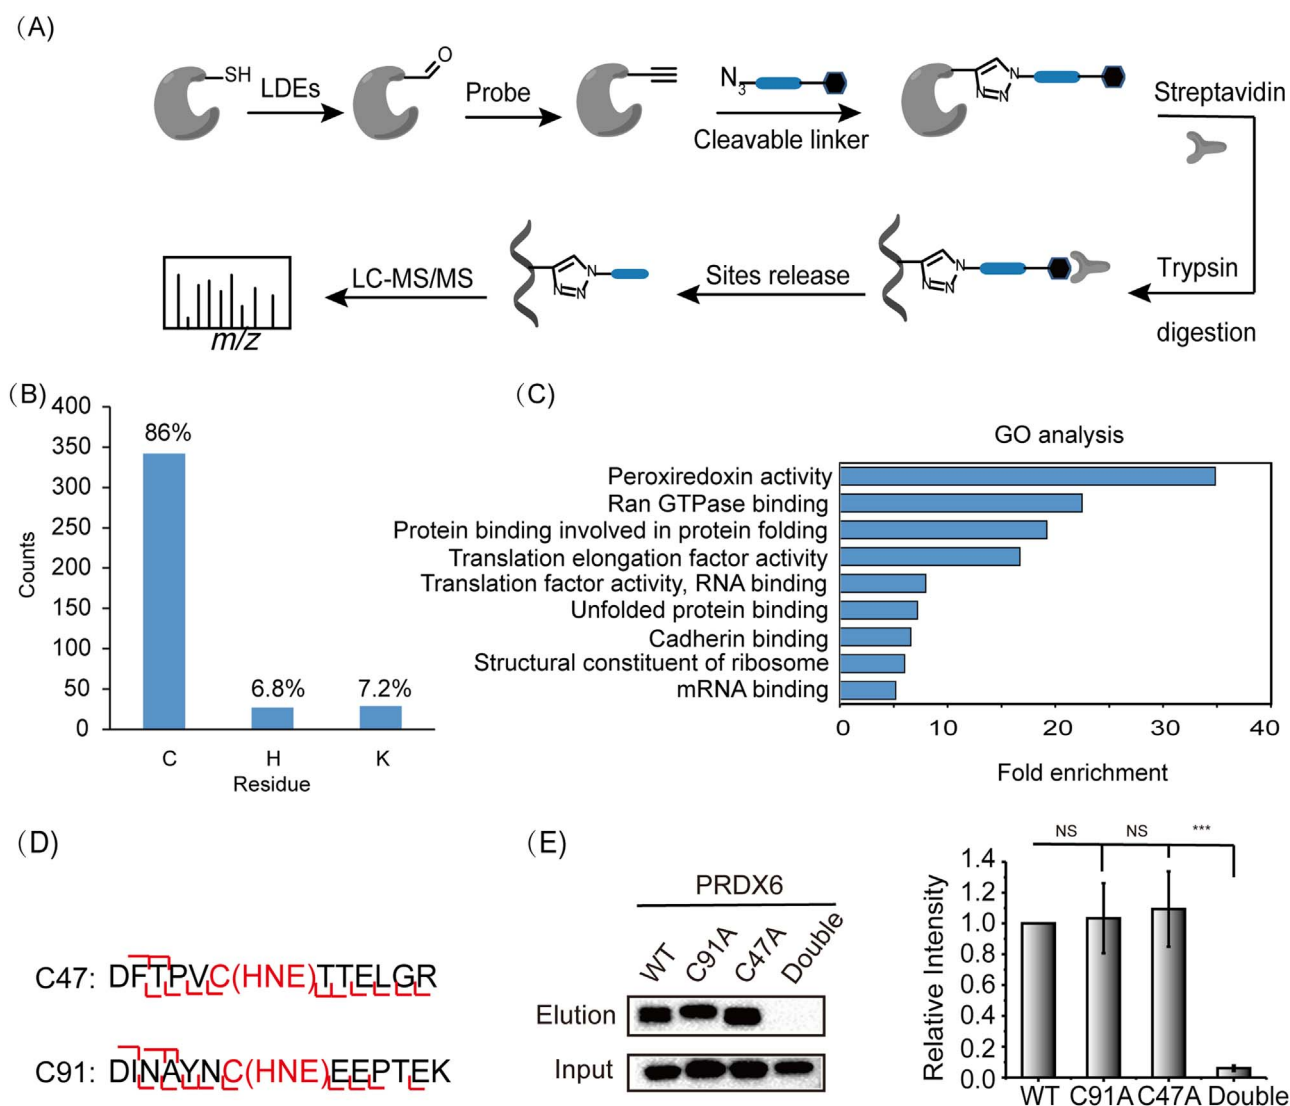 (A)
SH
LDEs
O
Probe
N3
Cleavable linker
N
N
N
Streptavidin
Trypsin
digestion
N
N
N
Sites release
N
N
N
LC-MS/MS
m/z
(B)
Counts
400
350
300
250
200
150
100
50
0
86%
6.8%
7.2%
C H K
Residue
(C)
GO analysis
Peroxiredoxin activity
Ran GTPase binding
Protein binding involved in protein folding
Translation elongation factor activity
Translation factor activity, RNA binding
Unfolded protein binding
Cadherin binding
Structural constituent of ribosome
mRNA binding
0 10 20 30 40
Fold enrichment
(D)
C47: DFTPVC(HNE)TTELGR
C91: DINAYNC(HNE)EEPTEK
(E)
PRDX6
WT C91A C47A Double
Elution
Input
NS NS ***
Relative Intensity
1.4
1.2
1.0
0.8
0.6
0.4
0.2
0.0
WT C91A C47A Double